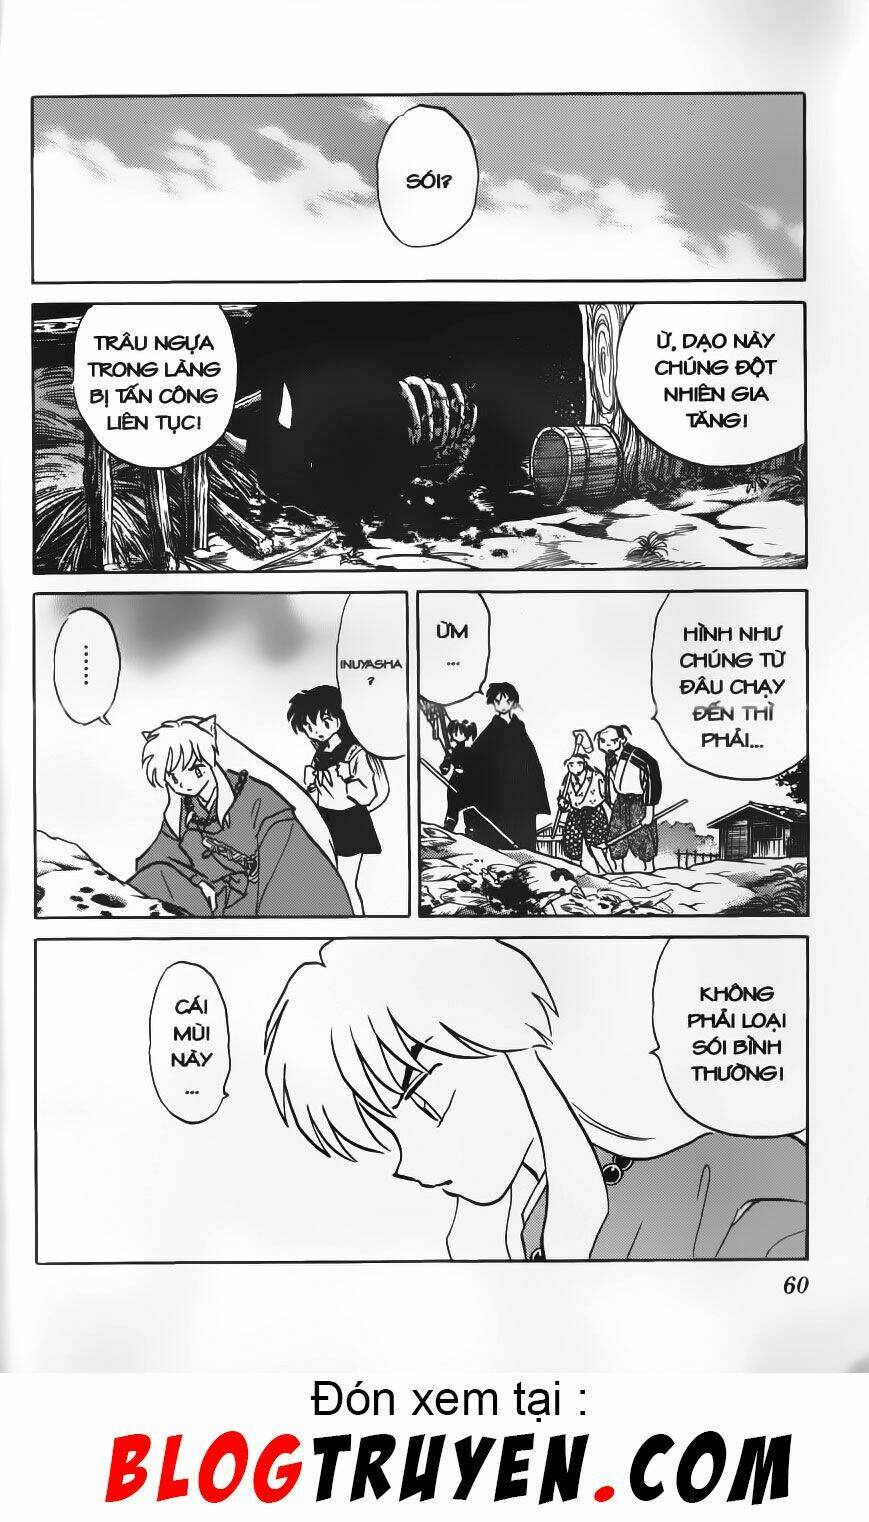 SÓI?
Ừ, DẠO NÀY
CHÚNG ĐỘT
NHIÊN GIA
TĂNG!
TRÂU NGỰA
TRONG LÀNG
BỊ TẤN CÔNG
LIÊN TỤC!
HÌNH NHƯ
CHÚNG TỪ
ĐÂU CHẠY
ĐẾN THÌ
PHẢI...
ỪM
...
INUYASHA
?
......
KHÔNG
PHẢI LOẠI
SÓI BÌNH
THƯỜNG!
CÁI
MÙI
NÀY
...
60
Đón xem tại :
BLOGTRUYEN.COM